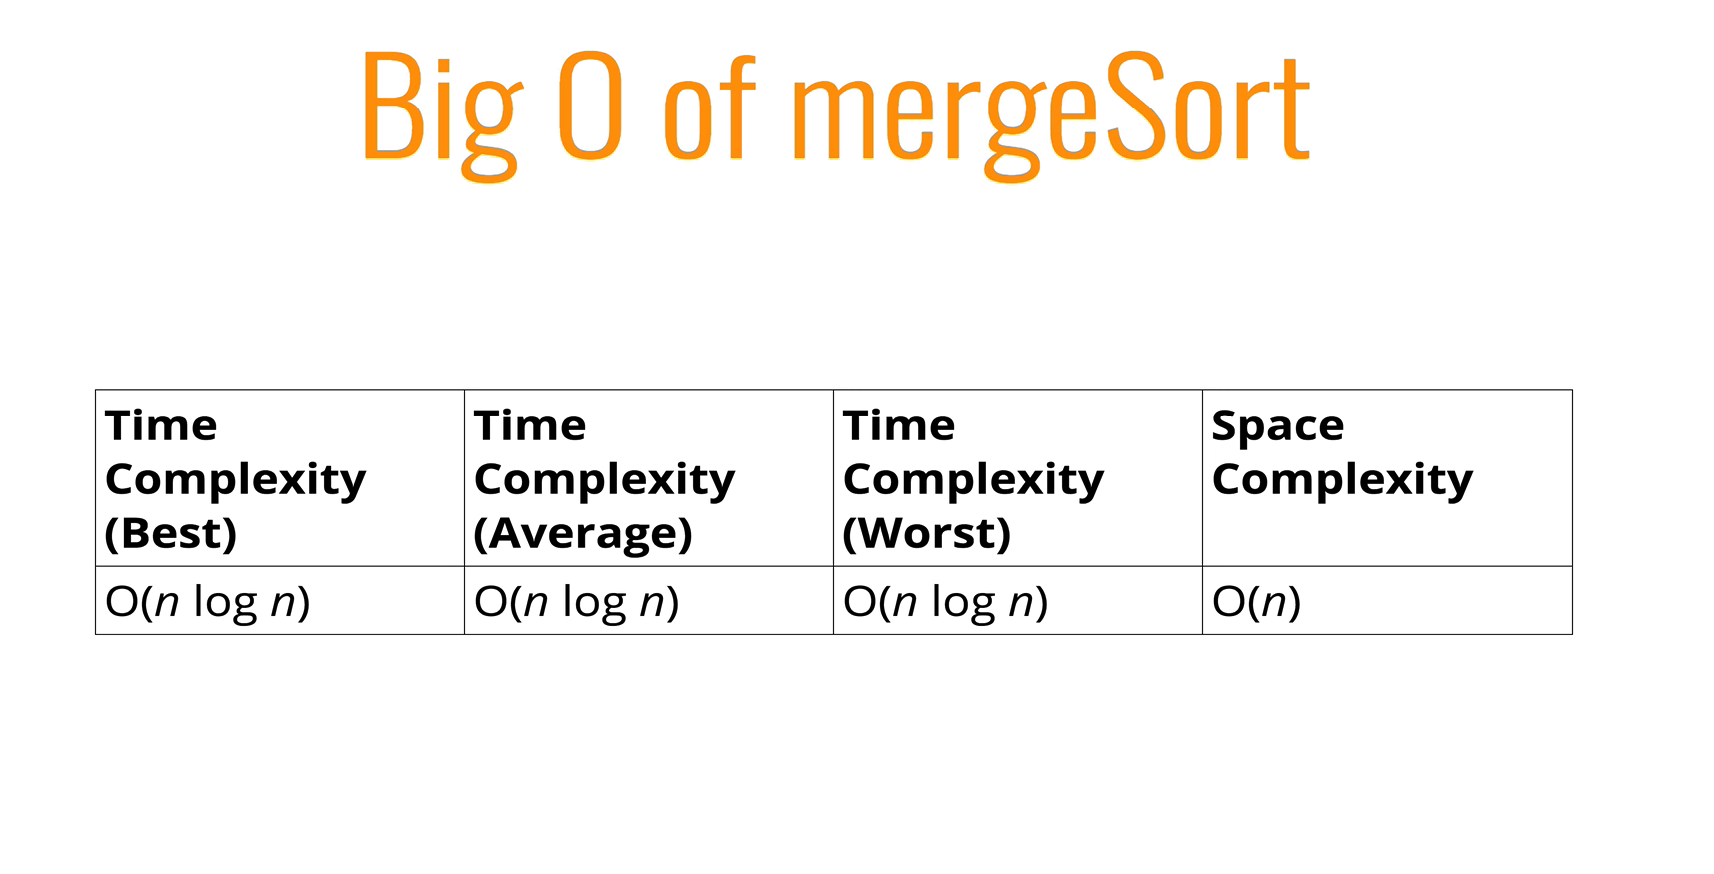 Big O of mergeSort
Time
Complexity
(Best)
Time
Complexity
(Average)
Time
Complexity
(Worst)
Space
Complexity
O(n log n)
O(n log n)
O(n log n)
O(n)